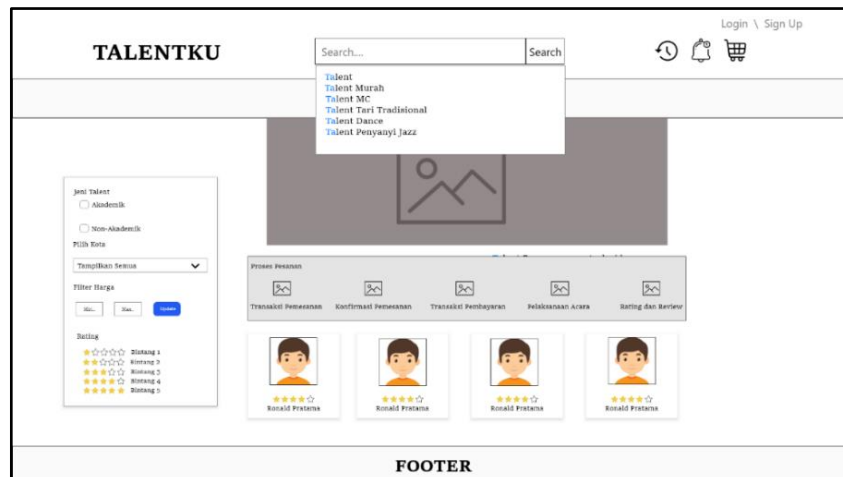 Login \ Sign Up
TALENTKU
Search...
Search
Talent
Talent Murah
Talent MC
Talent Tari Tradisional
Talent Dance
Talent Penyanyi Jazz
Jeni Talent
Akademik
Non-Akademik
Pilih Kota
Tampilkan Semua
Filter Harga
Update
Rating
Bintang 1
Bintang 2
Bintang 3
Bintang 4
Bintang 5
Proses Pesanan
Transaksi Pemesanan
Konfirmasi Pemesanan
Transaksi Pembayaran
Pelaksanaan Acara
Rating dan Review
Ronald Pratama
Ronald Pratama
Ronald Pratama
Ronald Pratama
FOOTER